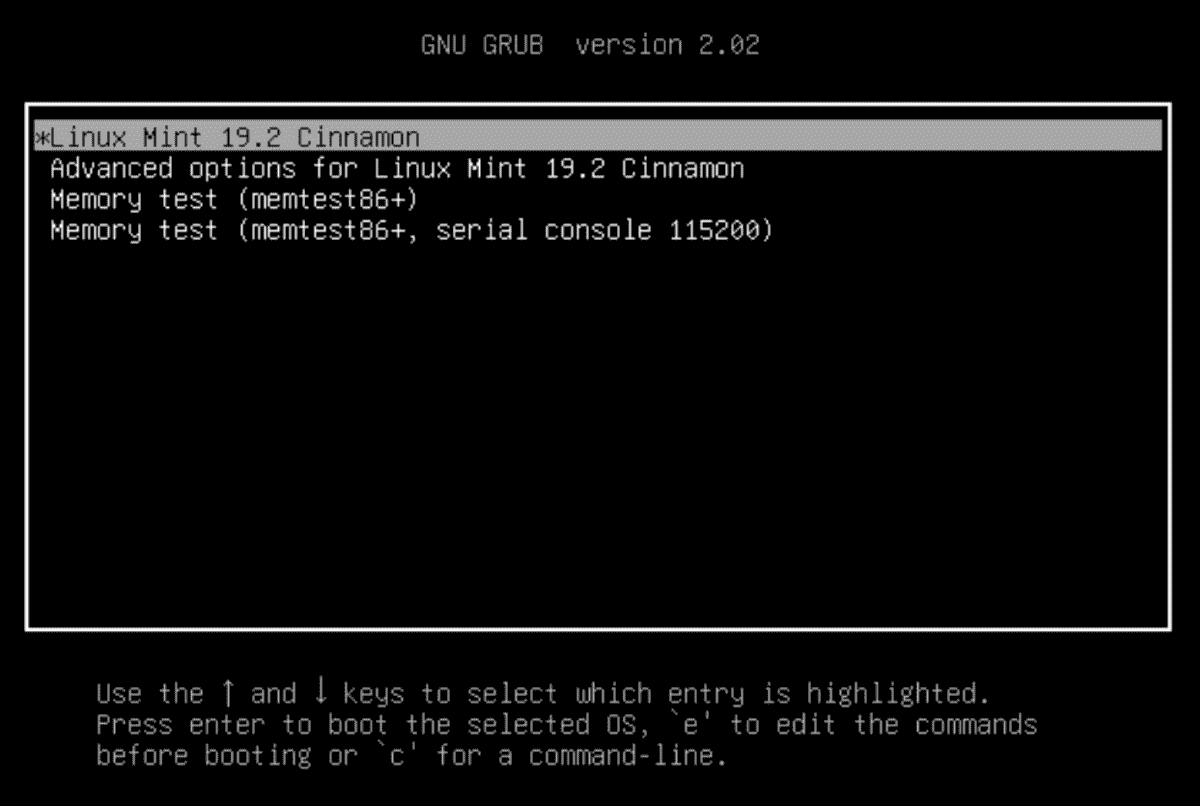 GNU GRUB  version 2.02
*Linux Mint 19.2 Cinnamon
Advanced options for Linux Mint 19.2 Cinnamon
Memory test (memtest86+)
Memory test (memtest86+, serial console 115200)
Use the ↑ and ↓ keys to select which entry is highlighted.
Press enter to boot the selected OS, `e' to edit the commands
before booting or `c' for a command-line.